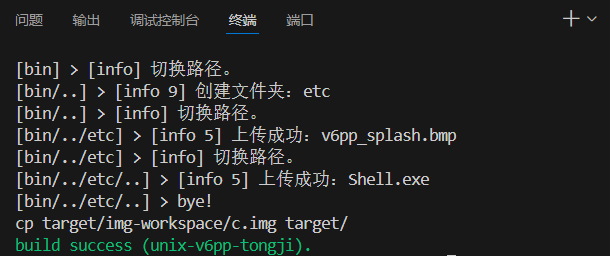 问题 输出 调试控制台 终端 端口
[bin] > [info] 切换路径。
[bin/..] > [info 9] 创建文件夹：etc
[bin/..] > [info] 切换路径。
[bin/../etc] > [info 5] 上传成功：v6pp_splash.bmp
[bin/../etc] > [info] 切换路径。
[bin/../etc/..] > [info 5] 上传成功：Shell.exe
[bin/../etc/..] > bye!
cp target/img-workspace/c.img target/
build success (unix-v6pp-tongji).